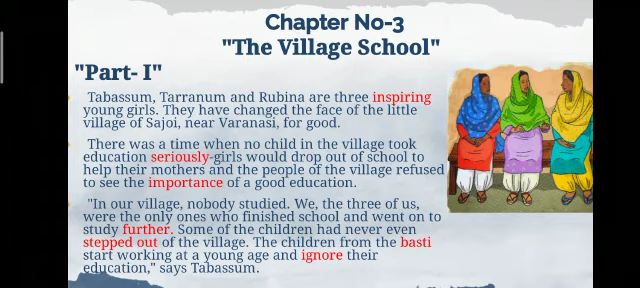 Chapter No-3
"The Village School"
"Part- I"
Tabassum, Tarranum and Rubina are three inspiring
young girls. They have changed the face of the little
village of Sajoi, near Varanasi, for good.
There was a time when no child in the village took
education seriously-girls would drop out of school to
help their mothers and the people of the village refused
to see the importance of a good education.
"In our village, nobody studied. We, the three of us,
were the only ones who finished school and went on to
study further. Some of the children had never even
stepped out of the village. The children from the basti
start working at a young age and ignore their
education," says Tabassum.